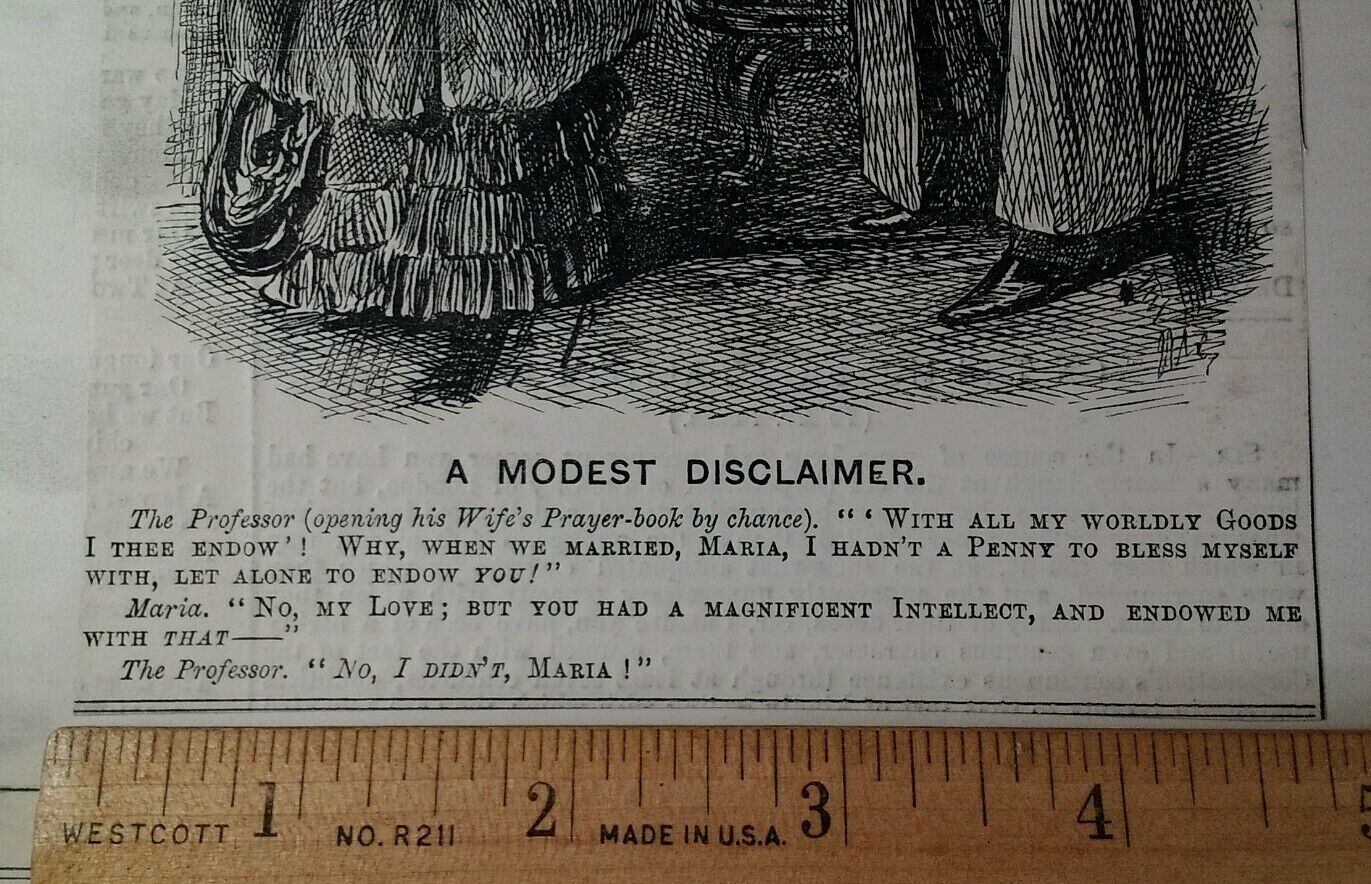 A MODEST DISCLAIMER.
The Professor (opening his Wife's Prayer-book by chance). "'WITH ALL MY WORLDLY GOODS
I THEE ENDOW'! WHY, WHEN WE MARRIED, MARIA, I HADN'T A PENNY TO BLESS MYSELF
WITH, LET ALONE TO ENDOW YOU!"
Maria. "NO, MY LOVE; BUT YOU HAD A MAGNIFICENT INTELLECT, AND ENDOWED ME
WITH THAT——"
The Professor. "NO, I DIDN'T, MARIA!"
1 2 3 4 5
WESTCOTT NO. R211 MADE IN U.S.A.